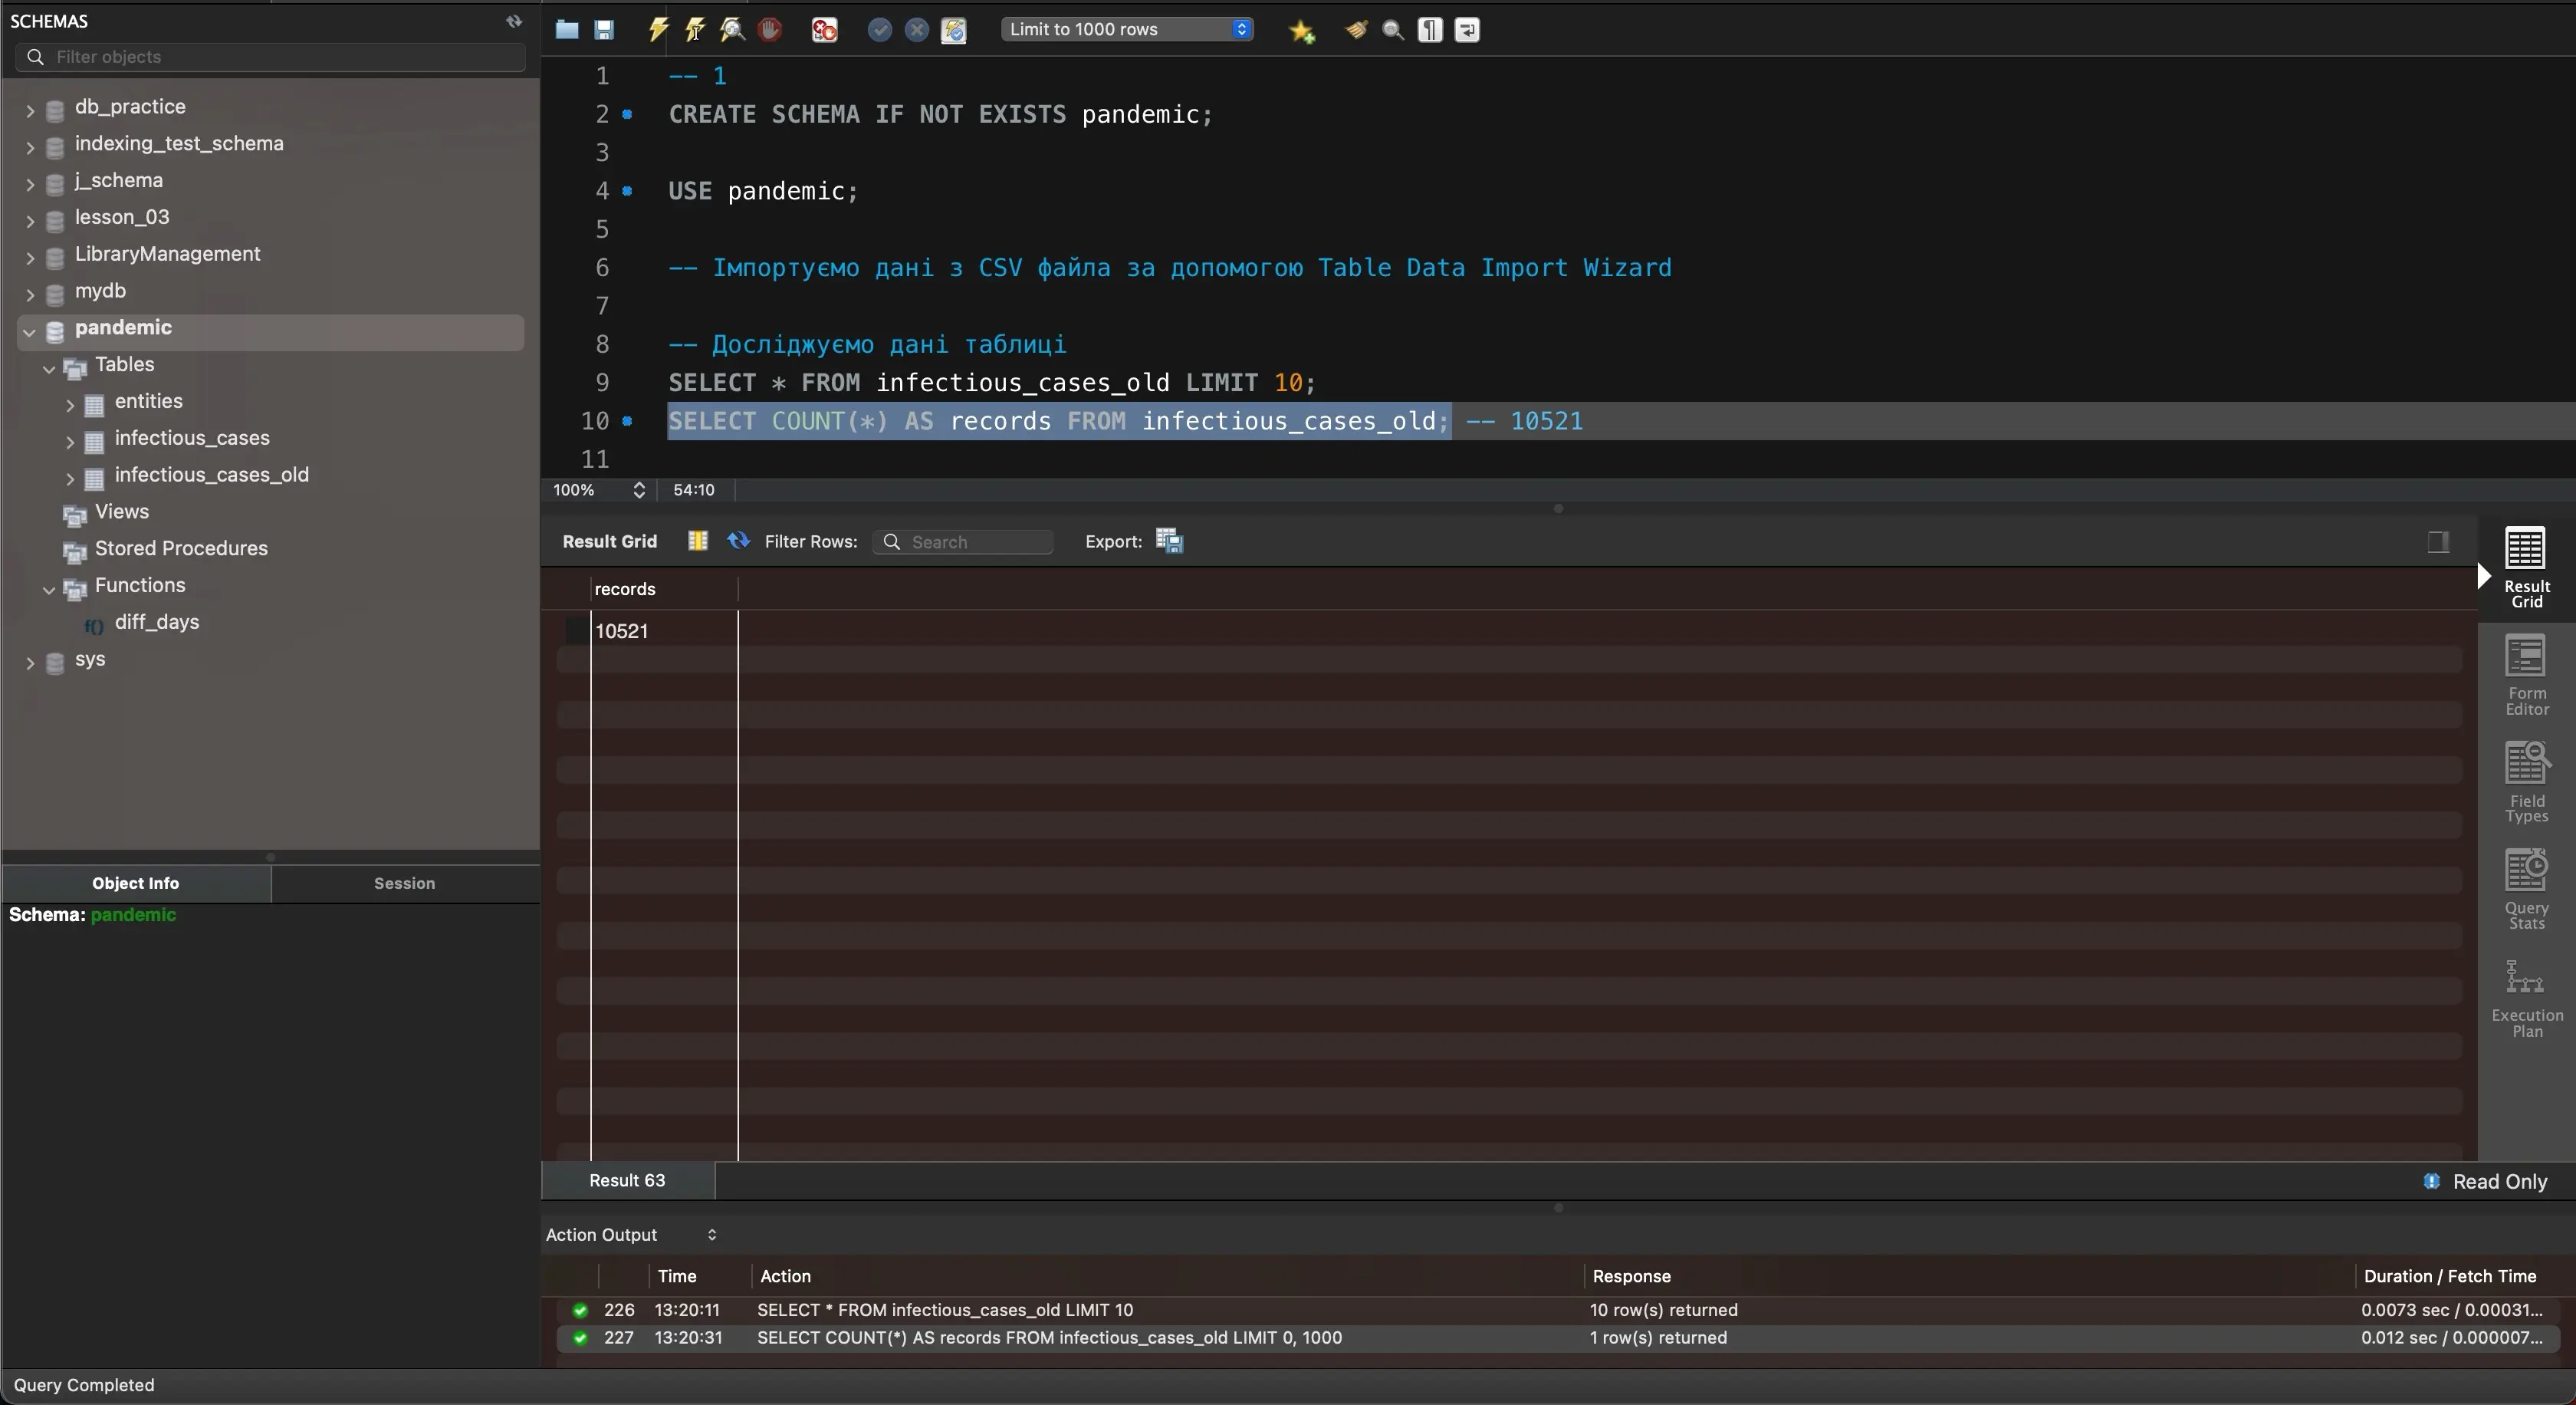 SCHEMAS
Filter objects
db_practice
indexing_test_schema
j_schema
lesson_03
LibraryManagement
mydb
pandemic
Tables
entities
infectious_cases
infectious_cases_old
Views
Stored Procedures
Functions
f() diff_days
sys
Object Info Session
Schema: pandemic
Limit to 1000 rows
1 -- 1
2 CREATE SCHEMA IF NOT EXISTS pandemic;
3
4 USE pandemic;
5
6 -- Імпортуємо дані з CSV файла за допомогою Table Data Import Wizard
7
8 -- Досліджуємо дані таблиці
9 SELECT * FROM infectious_cases_old LIMIT 10;
10 SELECT COUNT(*) AS records FROM infectious_cases_old; -- 10521
11
100% 54:10
Result Grid Filter Rows: Search Export:
records
10521
Result
Grid
Form
Editor
Field
Types
Query
Stats
Execution
Plan
Result 63 Read Only
Action Output
Time Action Response Duration / Fetch Time
226 13:20:11 SELECT * FROM infectious_cases_old LIMIT 10 10 row(s) returned 0.0073 sec / 0.00031...
227 13:20:31 SELECT COUNT(*) AS records FROM infectious_cases_old LIMIT 0, 1000 1 row(s) returned 0.012 sec / 0.000007...
Query Completed